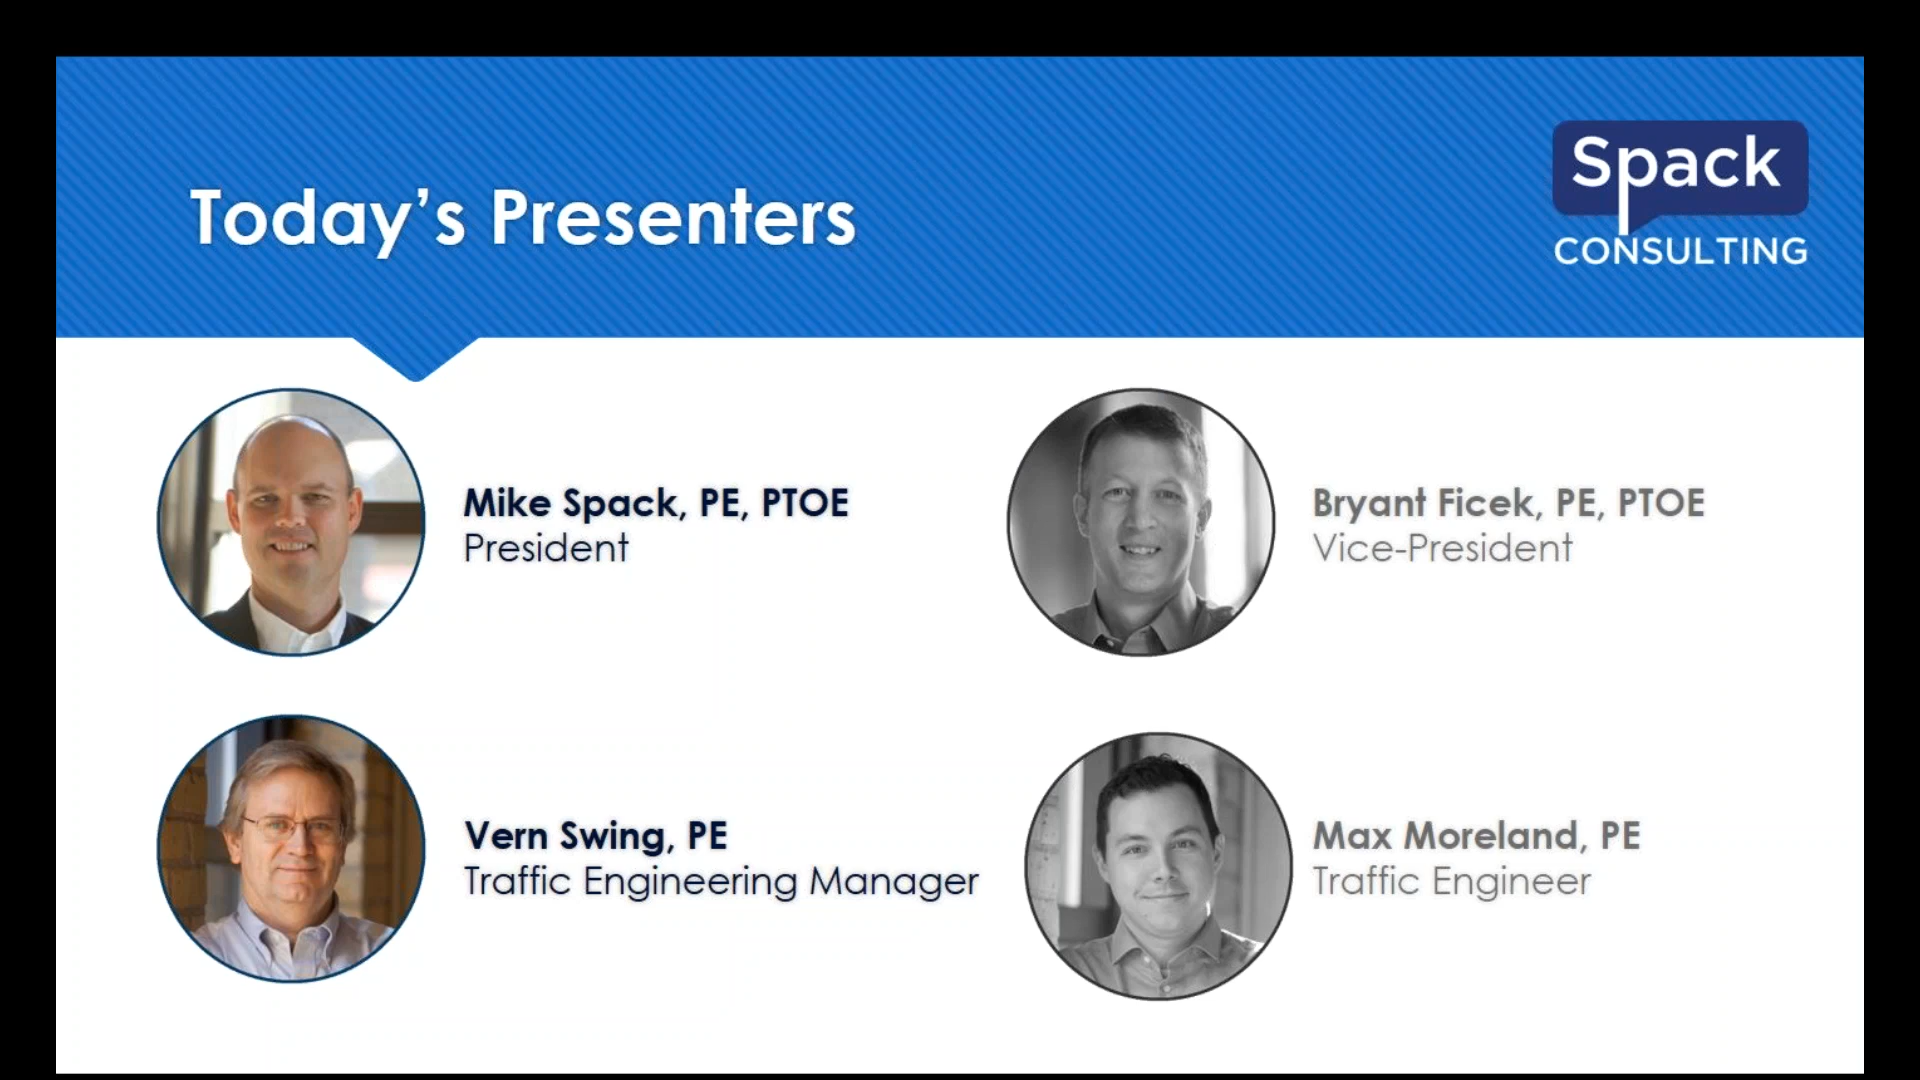 Today's Presenters
Spack
CONSULTING
Mike Spack, PE, PTOE
President
Bryant Ficek, PE, PTOE
Vice-President
Vern Swing, PE
Traffic Engineering Manager
Max Moreland, PE
Traffic Engineer